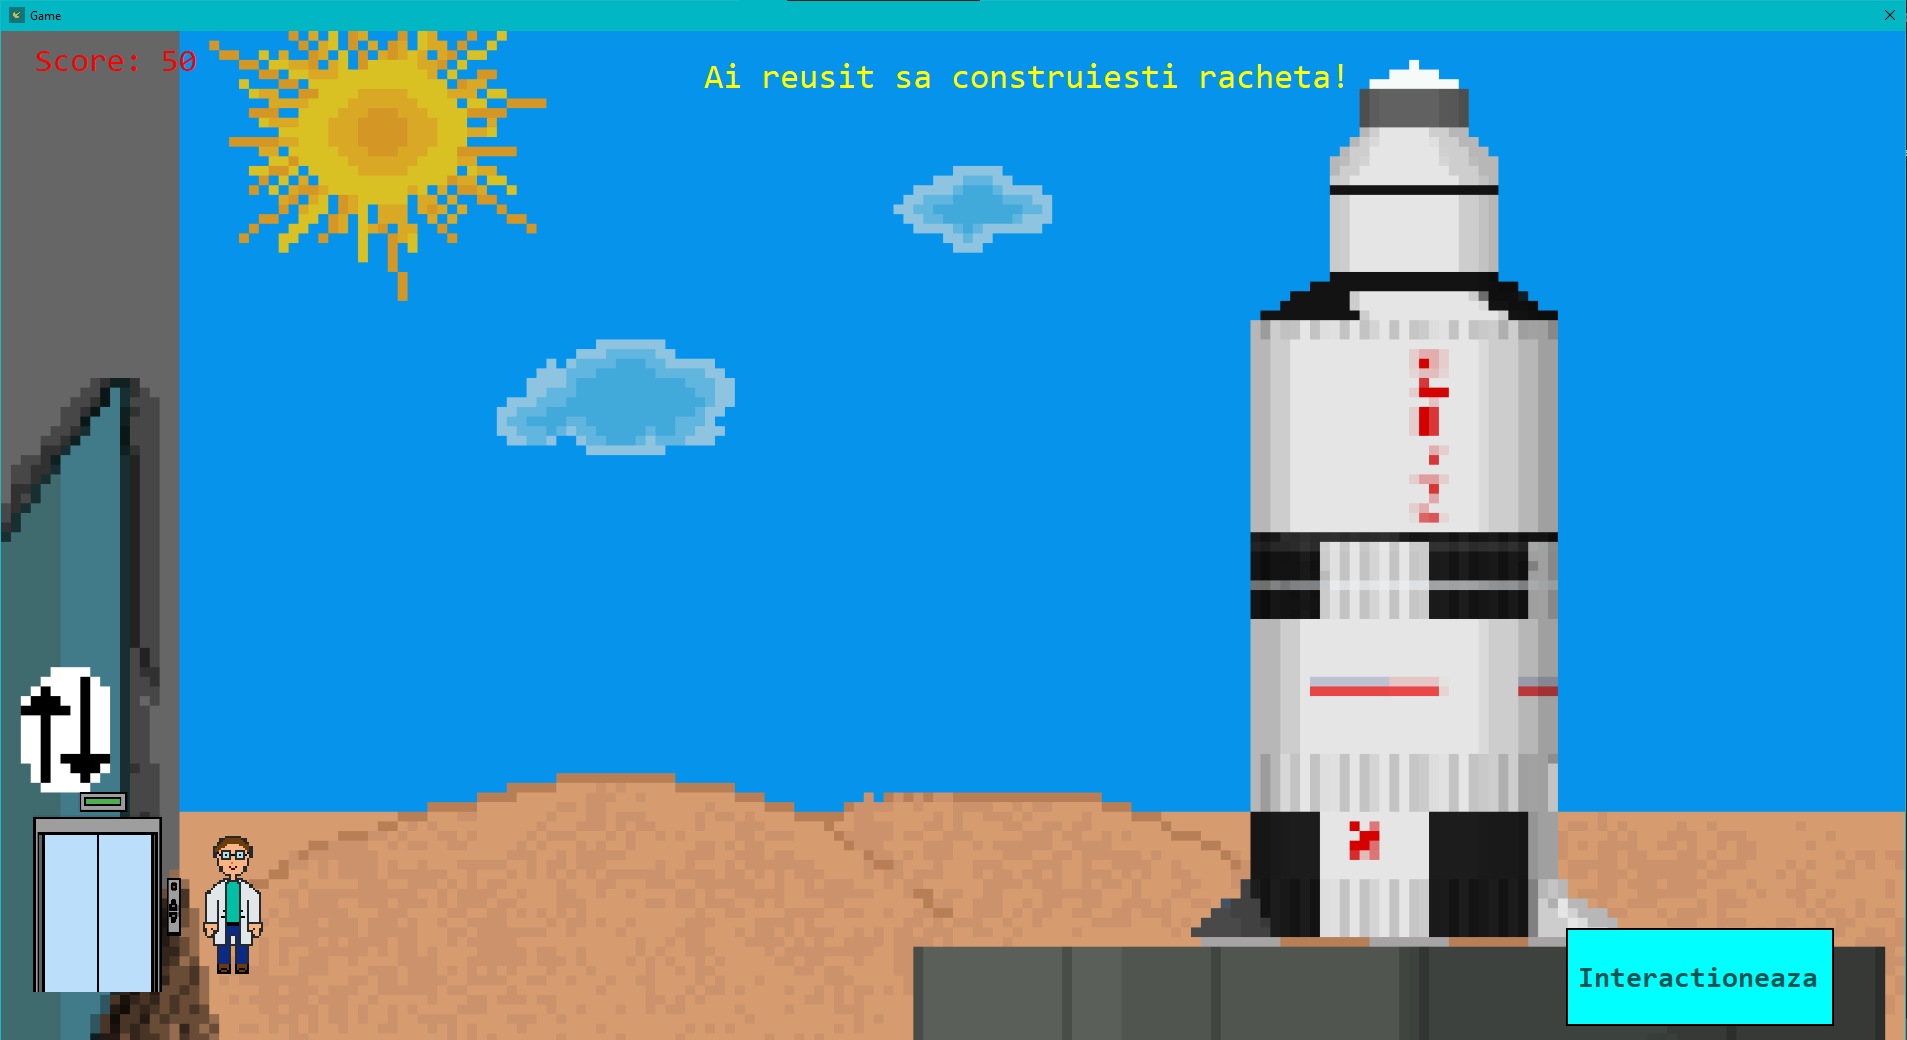 Game
Score: 50
Ai reusit sa construiesti racheta!
Interactioneaza